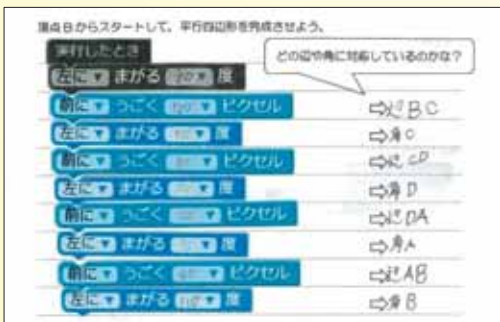 頂点Bからスタートして、平行四辺形を完成させよう。
実行したとき
どの辺や角に対応しているのかな？
左に▼ まがる ▼ 度
前に▼ うごく ▼ ピクセル ⇨辺BC
左に▼ まがる ▼ 度 ⇨角C
前に▼ うごく ▼ ピクセル ⇨辺CD
左に▼ まがる ▼ 度 ⇨角D
前に▼ うごく ▼ ピクセル ⇨辺DA
左に▼ まがる ▼ 度 ⇨角A
前に▼ うごく ▼ ピクセル ⇨辺AB
左に▼ まがる ▼ 度 ⇨角B